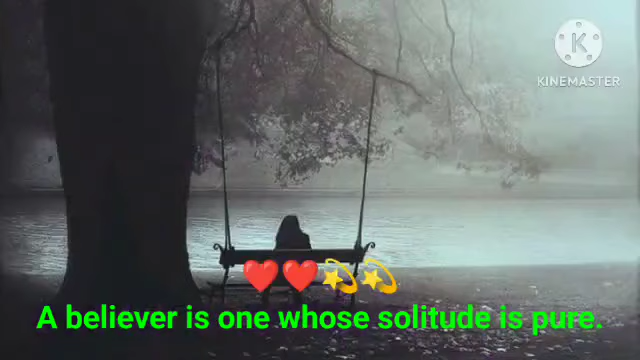 KINEMASTER
❤️❤️💫💫
A believer is one whose solitude is pure.